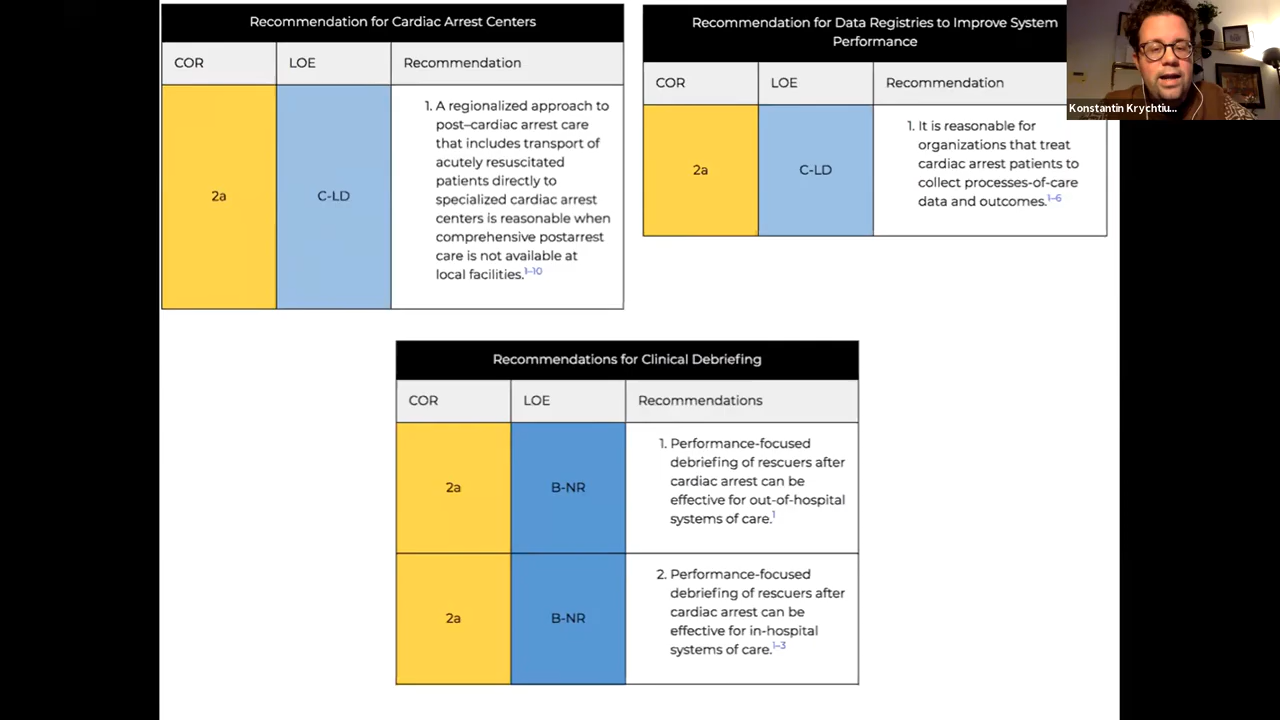 Recommendation for Cardiac Arrest Centers
COR
LOE
Recommendation
2a
C-LD
1. A regionalized approach to
post–cardiac arrest care
that includes transport of
acutely resuscitated
patients directly to
specialized cardiac arrest
centers is reasonable when
comprehensive postarrest
care is not available at
local facilities.1–10
Recommendation for Data Registries to Improve System
Performance
COR
LOE
Recommendation
2a
C-LD
1. It is reasonable for
organizations that treat
cardiac arrest patients to
collect processes-of-care
data and outcomes.1–6
Konstantin Krychtiu...
Recommendations for Clinical Debriefing
COR
LOE
Recommendations
2a
B-NR
1. Performance-focused
debriefing of rescuers after
cardiac arrest can be
effective for out-of-hospital
systems of care.1
2a
B-NR
2. Performance-focused
debriefing of rescuers after
cardiac arrest can be
effective for in-hospital
systems of care.1–3